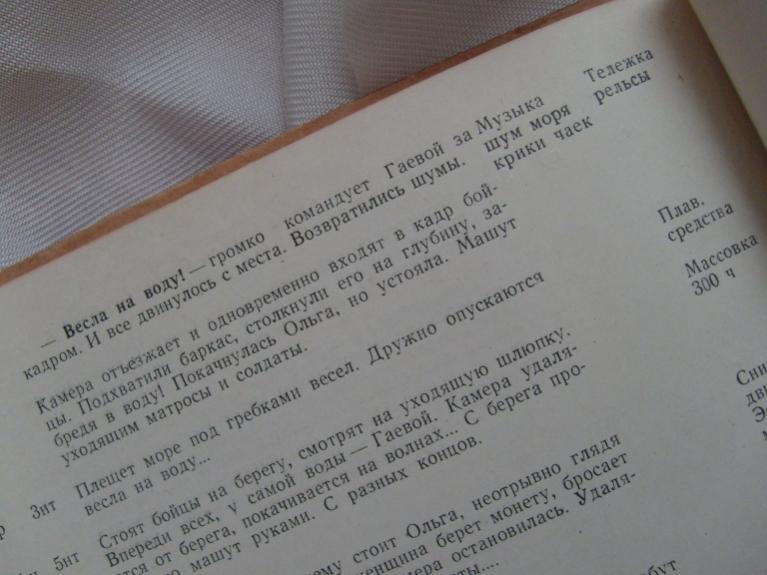 — Весла на воду! — громко командует Гаевой за Музыка Тележка
кадром. И все двинулось с места. Возвратились шумы. шум моря рельсы
крики чаек
Камера отъезжает и одновременно входят в кадр бой-
цы. Подхватили баркас, столкнули его на глубину, за-
бредя в воду! Покачнулась Ольга, но устояла. Машут
уходящим матросы и солдаты.
Плав.
средства
Массовка
300 ч
3нт Плещет море под гребками весел. Дружно опускаются
весла на воду...
5нт Стоят бойцы на берегу, смотрят на уходящую шлюпку.
Впереди всех, у самой воды — Гаевой. Камера удаля-
ется от берега, покачивается на волнах... С берега про-
машут руками. С разных концов.
стоит Ольга, неотрывно глядя
женщина берет монету, бросает
остановилась. Удаля-